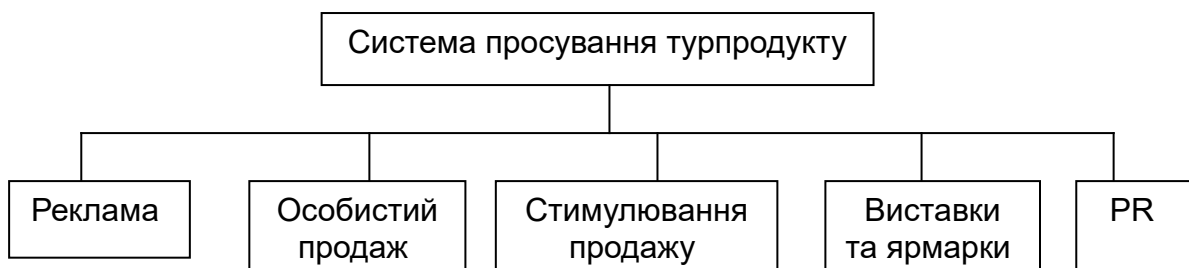 Система просування турпродукту
Реклама
Особистий
продаж
Стимулювання
продажу
Виставки
та ярмарки
PR